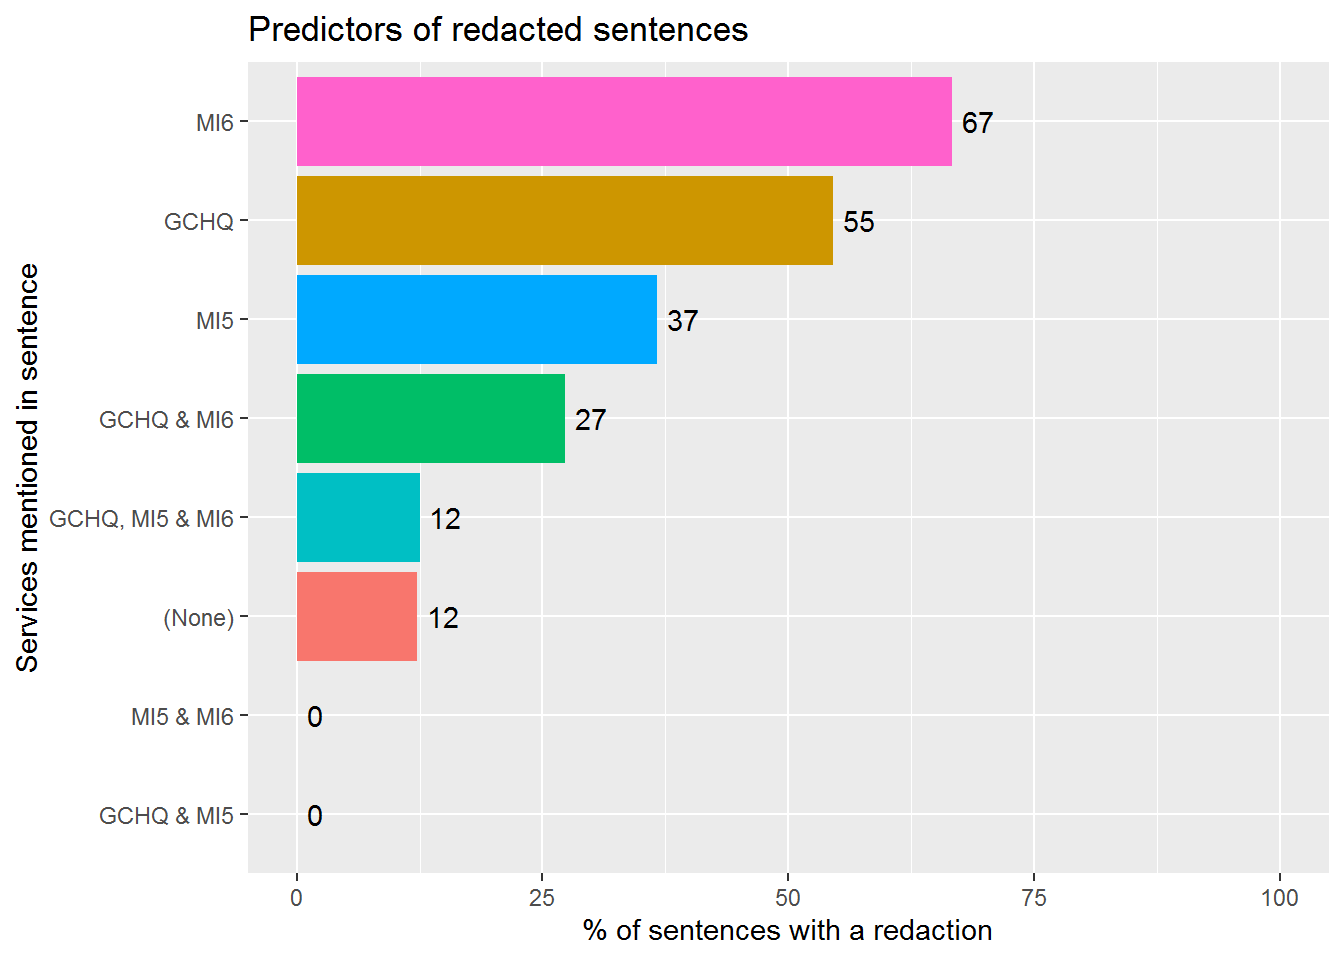 Predictors of redacted sentences
Services mentioned in sentence
MI6
67
GCHQ
55
MI5
37
GCHQ & MI6
27
GCHQ, MI5 & MI6
12
(None)
12
MI5 & MI6
0
GCHQ & MI5
0
0
25
50
75
100
% of sentences with a redaction